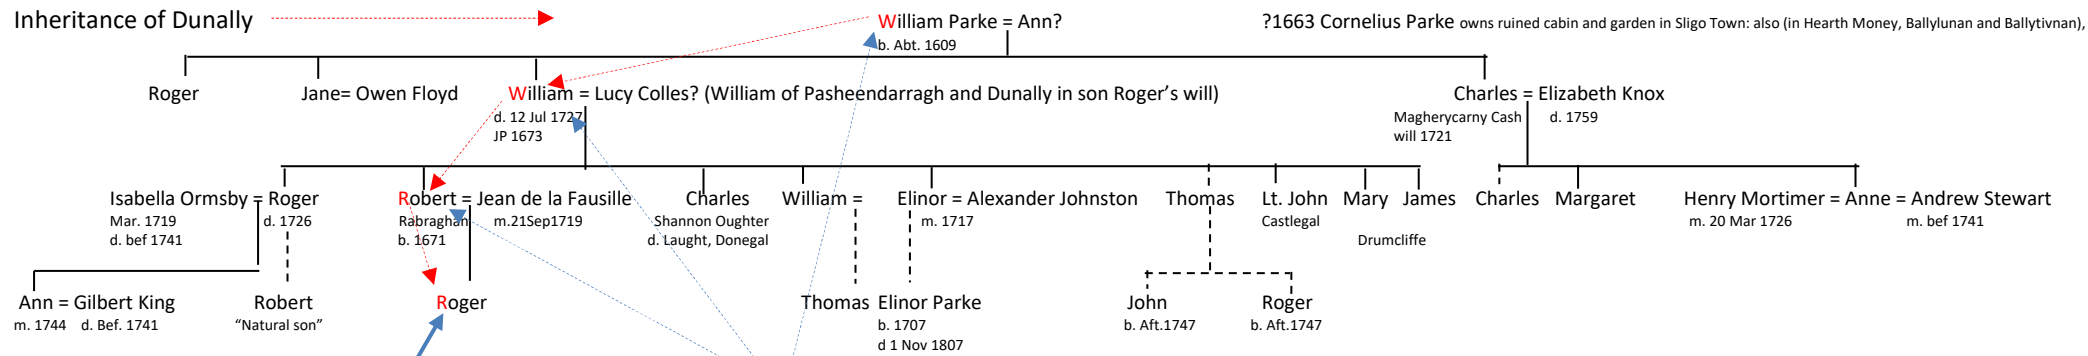 Inheritance of Dunally
William Parke = Ann?
?1663 Cornelius Parke owns ruined cabin and garden in Sligo Town: also (in Hearth Money, Ballylunan and Ballytivnan),
b. Abt. 1609
Roger
Jane= Owen Floyd
William = Lucy Colles? (William of Pasheendarragh and Dunally in son Roger’s will)
Charles = Elizabeth Knox
d. 12 Jul 1727
JP 1673
Magherycarny Cash
d. 1759
will 1721
Isabella Ormsby = Roger
Robert = Jean de la Fausille
Charles
William =
Elinor = Alexander Johnston
Thomas
Lt. John
Mary
James
Charles
Margaret
Henry Mortimer = Anne = Andrew Stewart
Mar. 1719
d. 1726
d. bef 1741
Rabraghan
m.21Sep1719
b. 1671
Shannon Oughter
d. Laught, Donegal
m. 1717
Castlegal
Drumcliffe
m. 20 Mar 1726
m. bef 1741
Ann = Gilbert King
Robert
Roger
Thomas
Elinor Parke
John
Roger
m. 1744
d. Bef. 1741
“Natural son”
b. 1707
d 1 Nov 1807
b. Aft.1747
b. Aft.1747